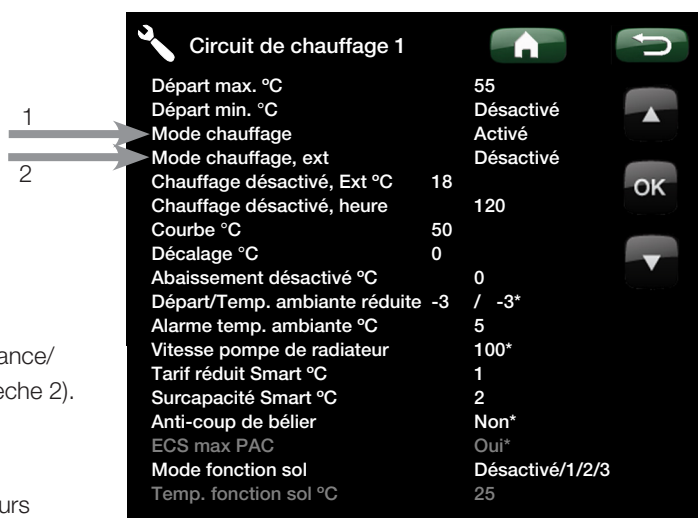 Circuit de chauffage 1
Départ max. °C 55
1
Départ min. °C Désactivé
Mode chauffage Activé
2
Mode chauffage, ext Désactivé
Chauffage désactivé, Ext °C 18
OK
Chauffage désactivé, heure 120
Courbe °C 50
Décalage °C 0
Abaissement désactivé °C 0
Départ/Temp. ambiante réduite -3 / -3*
Alarme temp. ambiante °C 5
Vitesse pompe de radiateur 100*
Tarif réduit Smart °C 1
Surcapacité Smart °C 2
Anti-coup de bélier Non*
ECS max PAC Oui*
Mode fonction sol Désactivé/1/2/3
Temp. fonction sol °C 25
ance/
eche 2).
urs